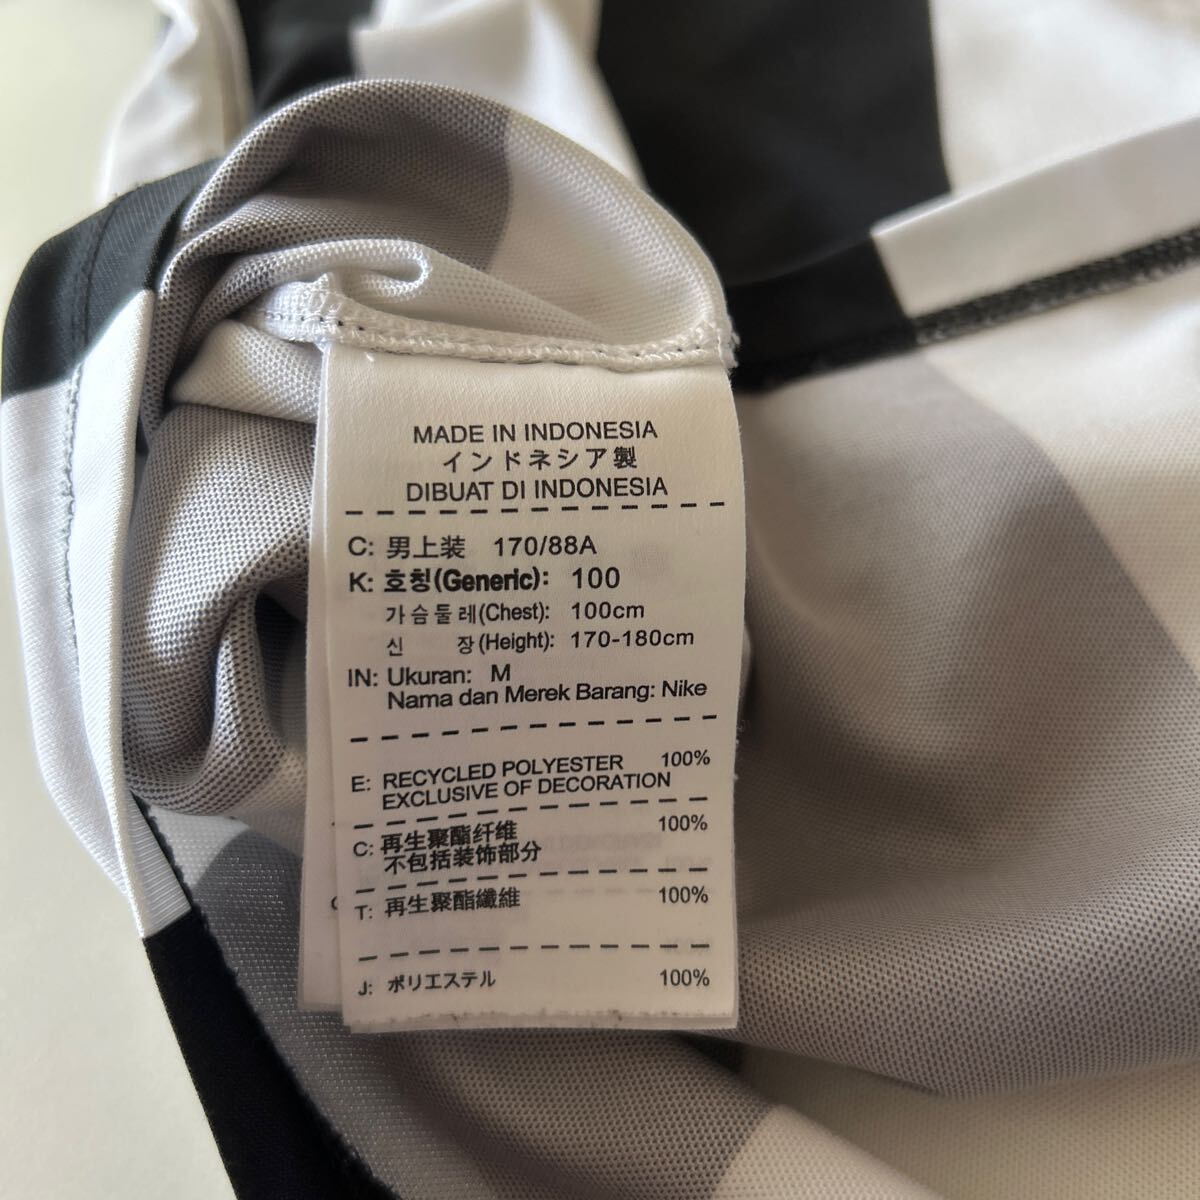 MADE IN INDONESIA
インドネシア製
DIBUAT DI INDONESIA
C: 男上装 170/88A
K: 호칭(Generic): 100
가슴둘레(Chest): 100cm
신 장(Height): 170-180cm
IN: Ukuran: M
Nama dan Merek Barang: Nike
E: RECYCLED POLYESTER 100%
EXCLUSIVE OF DECORATION
C: 再生聚酯纤维 100%
不包括装饰部分
T: 再生聚酯纖維 100%
J: ポリエステル 100%